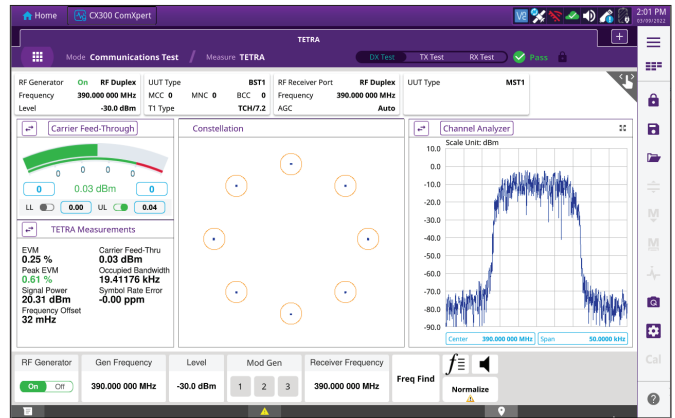 Home
CX300 ComXpert
V2
2:01 PM
03/09/2022
TETRA
Mode Communications Test / Measure TETRA
DX Test TX Test RX Test Pass
RF Generator On RF Duplex
Frequency 390.000 000 MHz
Level -30.0 dBm
UUT Type BST1
MCC 0 MNC 0 BCC 0
T1 Type TCH/7.2
RF Receiver Port RF Duplex
Frequency 390.000 000 MHz
AGC Auto
UUT Type MST1
Carrier Feed-Through
0 0 0 0
0 0.03 dBm 0
LL 0.00 UL 0.04
TETRA Measurements
EVM
0.25 %
Peak EVM
0.61 %
Signal Power
20.31 dBm
Frequency Offset
32 mHz
Carrier Feed-Thru
0.03 dBm
Occupied Bandwidth
19.41176 kHz
Symbol Rate Error
-0.00 ppm
Constellation
Channel Analyzer
Scale Unit: dBm
10.0
0.0
-10.0
-20.0
-30.0
-40.0
-50.0
-60.0
-70.0
-80.0
-90.0
Center 390.000 000 MHz Span 50.0000 kHz
RF Generator
On Off
Gen Frequency
390.000 000 MHz
Level
-30.0 dBm
Mod Gen
1 2 3
Receiver Frequency
390.000 000 MHz
Freq Find
f
Normalize
M
M
Cal